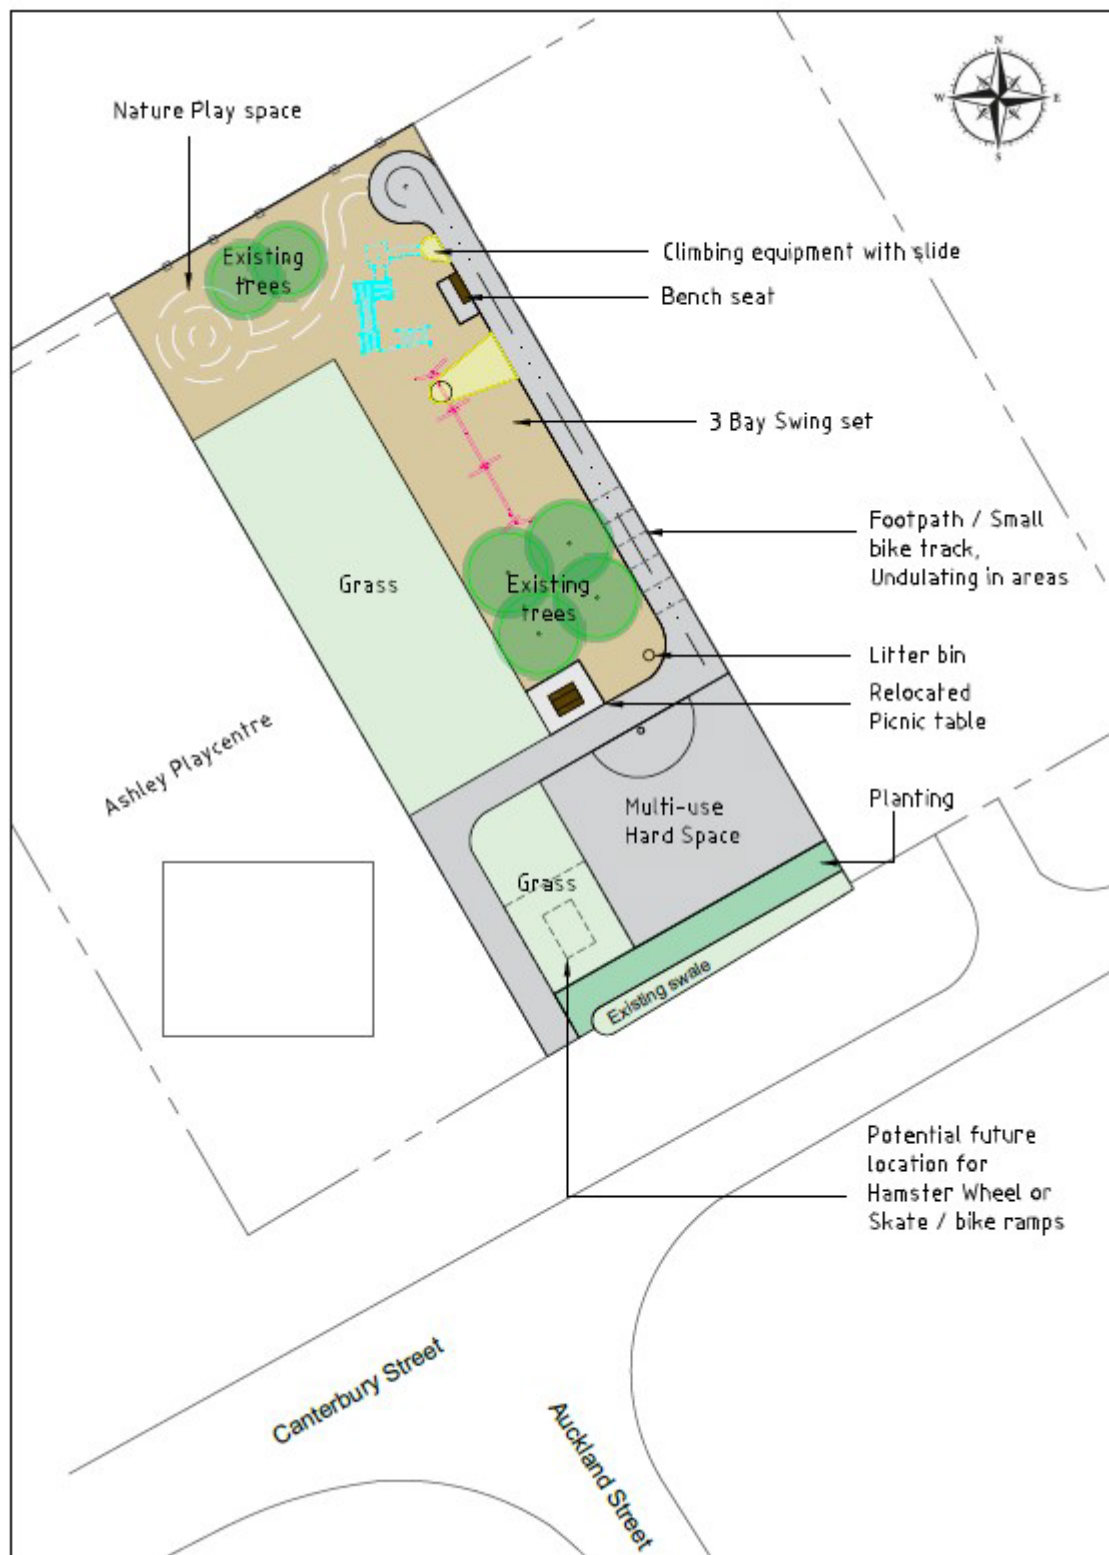 N
W
E
S
Nature Play space
Existing
trees
Climbing equipment with slide
Bench seat
3 Bay Swing set
Footpath / Small
bike track,
Undulating in areas
Grass
Existing
trees
Litter bin
Relocated
Picnic table
Ashley Playcentre
Planting
Multi-use
Hard Space
Grass
Existing swale
Potential future
location for
Hamster Wheel or
Skate / bike ramps
Canterbury Street
Auckland Street